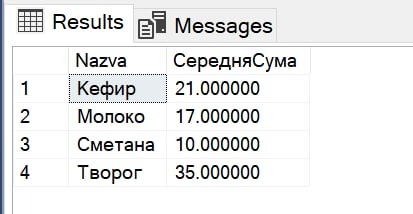 Results Messages
Nazva СередняСума
1 Кефир 21.000000
2 Молоко 17.000000
3 Сметана 10.000000
4 Творог 35.000000